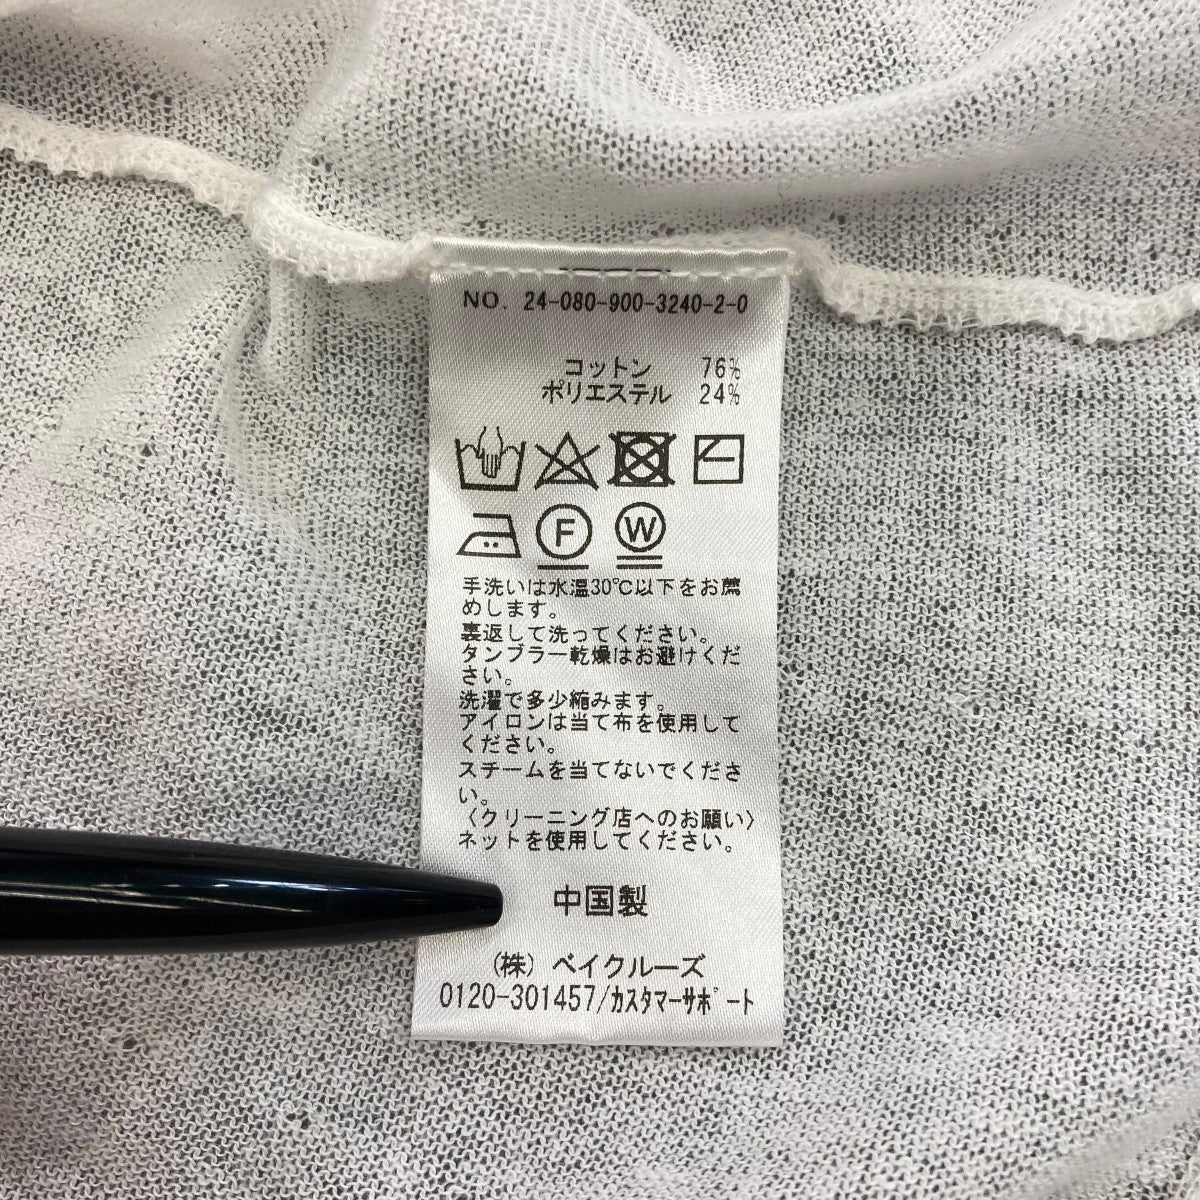 NO. 24-080-900-3240-2-0
コットン 76%
ポリエステル 24%
F W
手洗いは水温30℃以下をお薦
めします。
裏返して洗ってください。
タンブラー乾燥はお避けくだ
さい。
洗濯で多少縮みます。
アイロンは当て布を使用して
ください。
スチームを当てないでくださ
い。
〈クリーニング店へのお願い〉
ネットを使用してください。
中国製
(株) ベイクルーズ
0120-301457/ｶｽﾀﾏｰｻﾎﾟｰﾄ